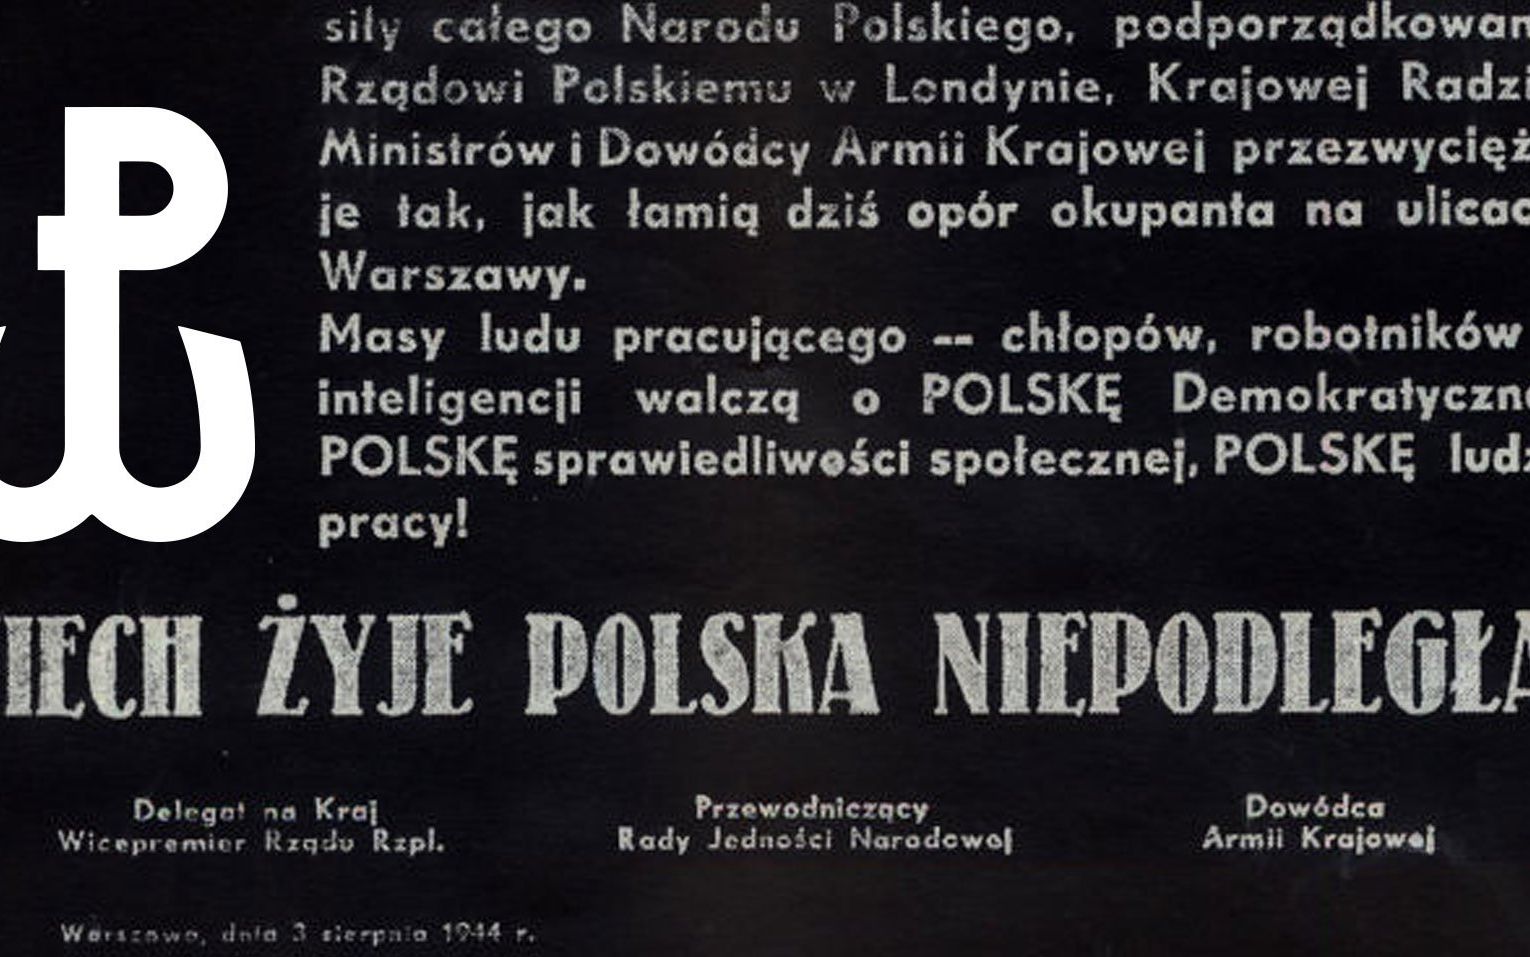 siły całego Narodu Polskiego, podporządkowan
Rządowi Polskiemu w Londynie, Krajowej Radzi
Ministrów i Dowódcy Armii Krajowej przezwycięż
je tak, jak łamią dziś opór okupanta na ulicac
Warszawy.
Masy ludu pracującego -- chłopów, robotników
inteligencji walczą o POLSKĘ Demokratyczn
POLSKĘ sprawiedliwości społecznej, POLSKĘ ludz
pracy!
IECH ŻYJE POLSKA NIEPODLEGŁA
Delegat na Kraj
Wicepremier Rządu Rzpl.
Przewodniczący
Rady Jedności Narodowej
Dowódca
Armii Krajowej
Warszawa, dnia 3 sierpnia 1944 r.